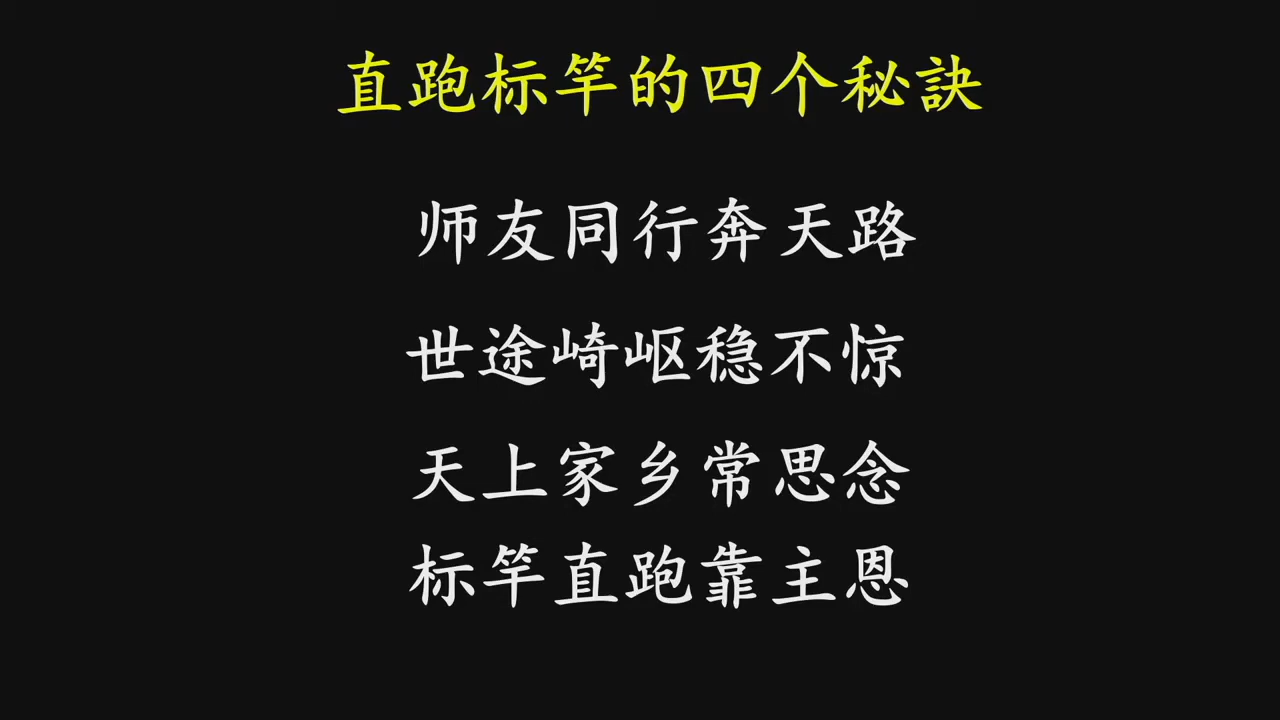 直跑标竿的四个秘訣
师友同行奔天路
世途崎岖稳不惊
天上家乡常思念
标竿直跑靠主恩